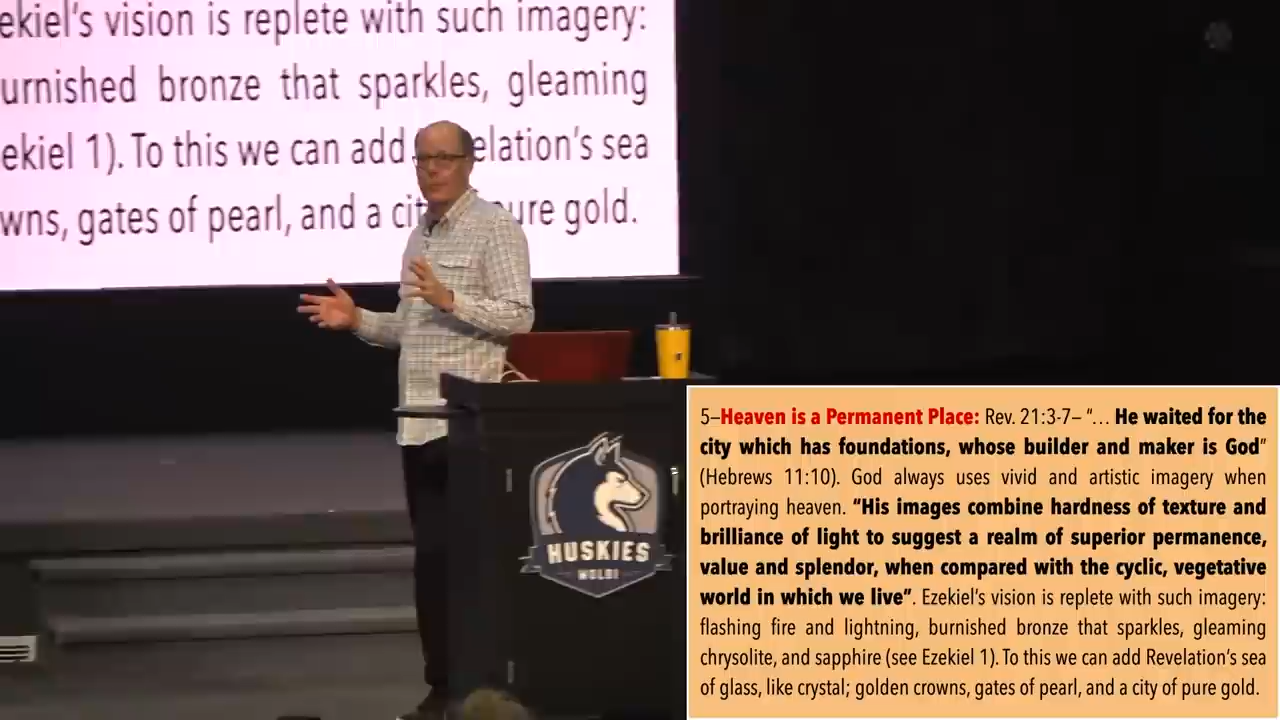 ekiel's vision is replete with such imagery:
urnished bronze that sparkles, gleaming
ekiel 1). To this we can add elation's sea
wns, gates of pearl, and a cit pure gold.
HUSKIES
5–Heaven is a Permanent Place: Rev. 21:3-7– “… He waited for the
city which has foundations, whose builder and maker is God”
(Hebrews 11:10). God always uses vivid and artistic imagery when
portraying heaven. “His images combine hardness of texture and
brilliance of light to suggest a realm of superior permanence,
value and splendor, when compared with the cyclic, vegetative
world in which we live”. Ezekiel's vision is replete with such imagery:
flashing fire and lightning, burnished bronze that sparkles, gleaming
chrysolite, and sapphire (see Ezekiel 1). To this we can add Revelation's sea
of glass, like crystal; golden crowns, gates of pearl, and a city of pure gold.